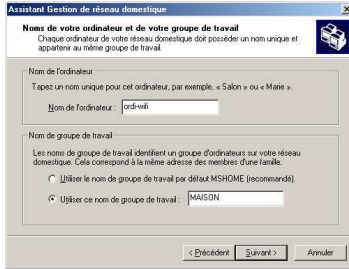 Assistant Gestion de réseau domestique
Noms de votre ordinateur et de votre groupe de travail
Chaque ordinateur de votre réseau domestique doit posséder un nom unique et
appartenir au même groupe de travail.
Nom de l'ordinateur
Tapez un nom unique pour cet ordinateur, par exemple, « Salon » ou « Marie ».
Nom de l'ordinateur : ordi-wifi
Nom de groupe de travail
Les noms de groupe de travail identifient un groupe d'ordinateurs sur votre réseau
domestique. Cela correspond à la même adresse des membres d'une famille.
Utiliser le nom de groupe de travail par défaut MSHOME (recommandé).
Utiliser ce nom de groupe de travail : MAISON
< Précédent Suivant > Annuler